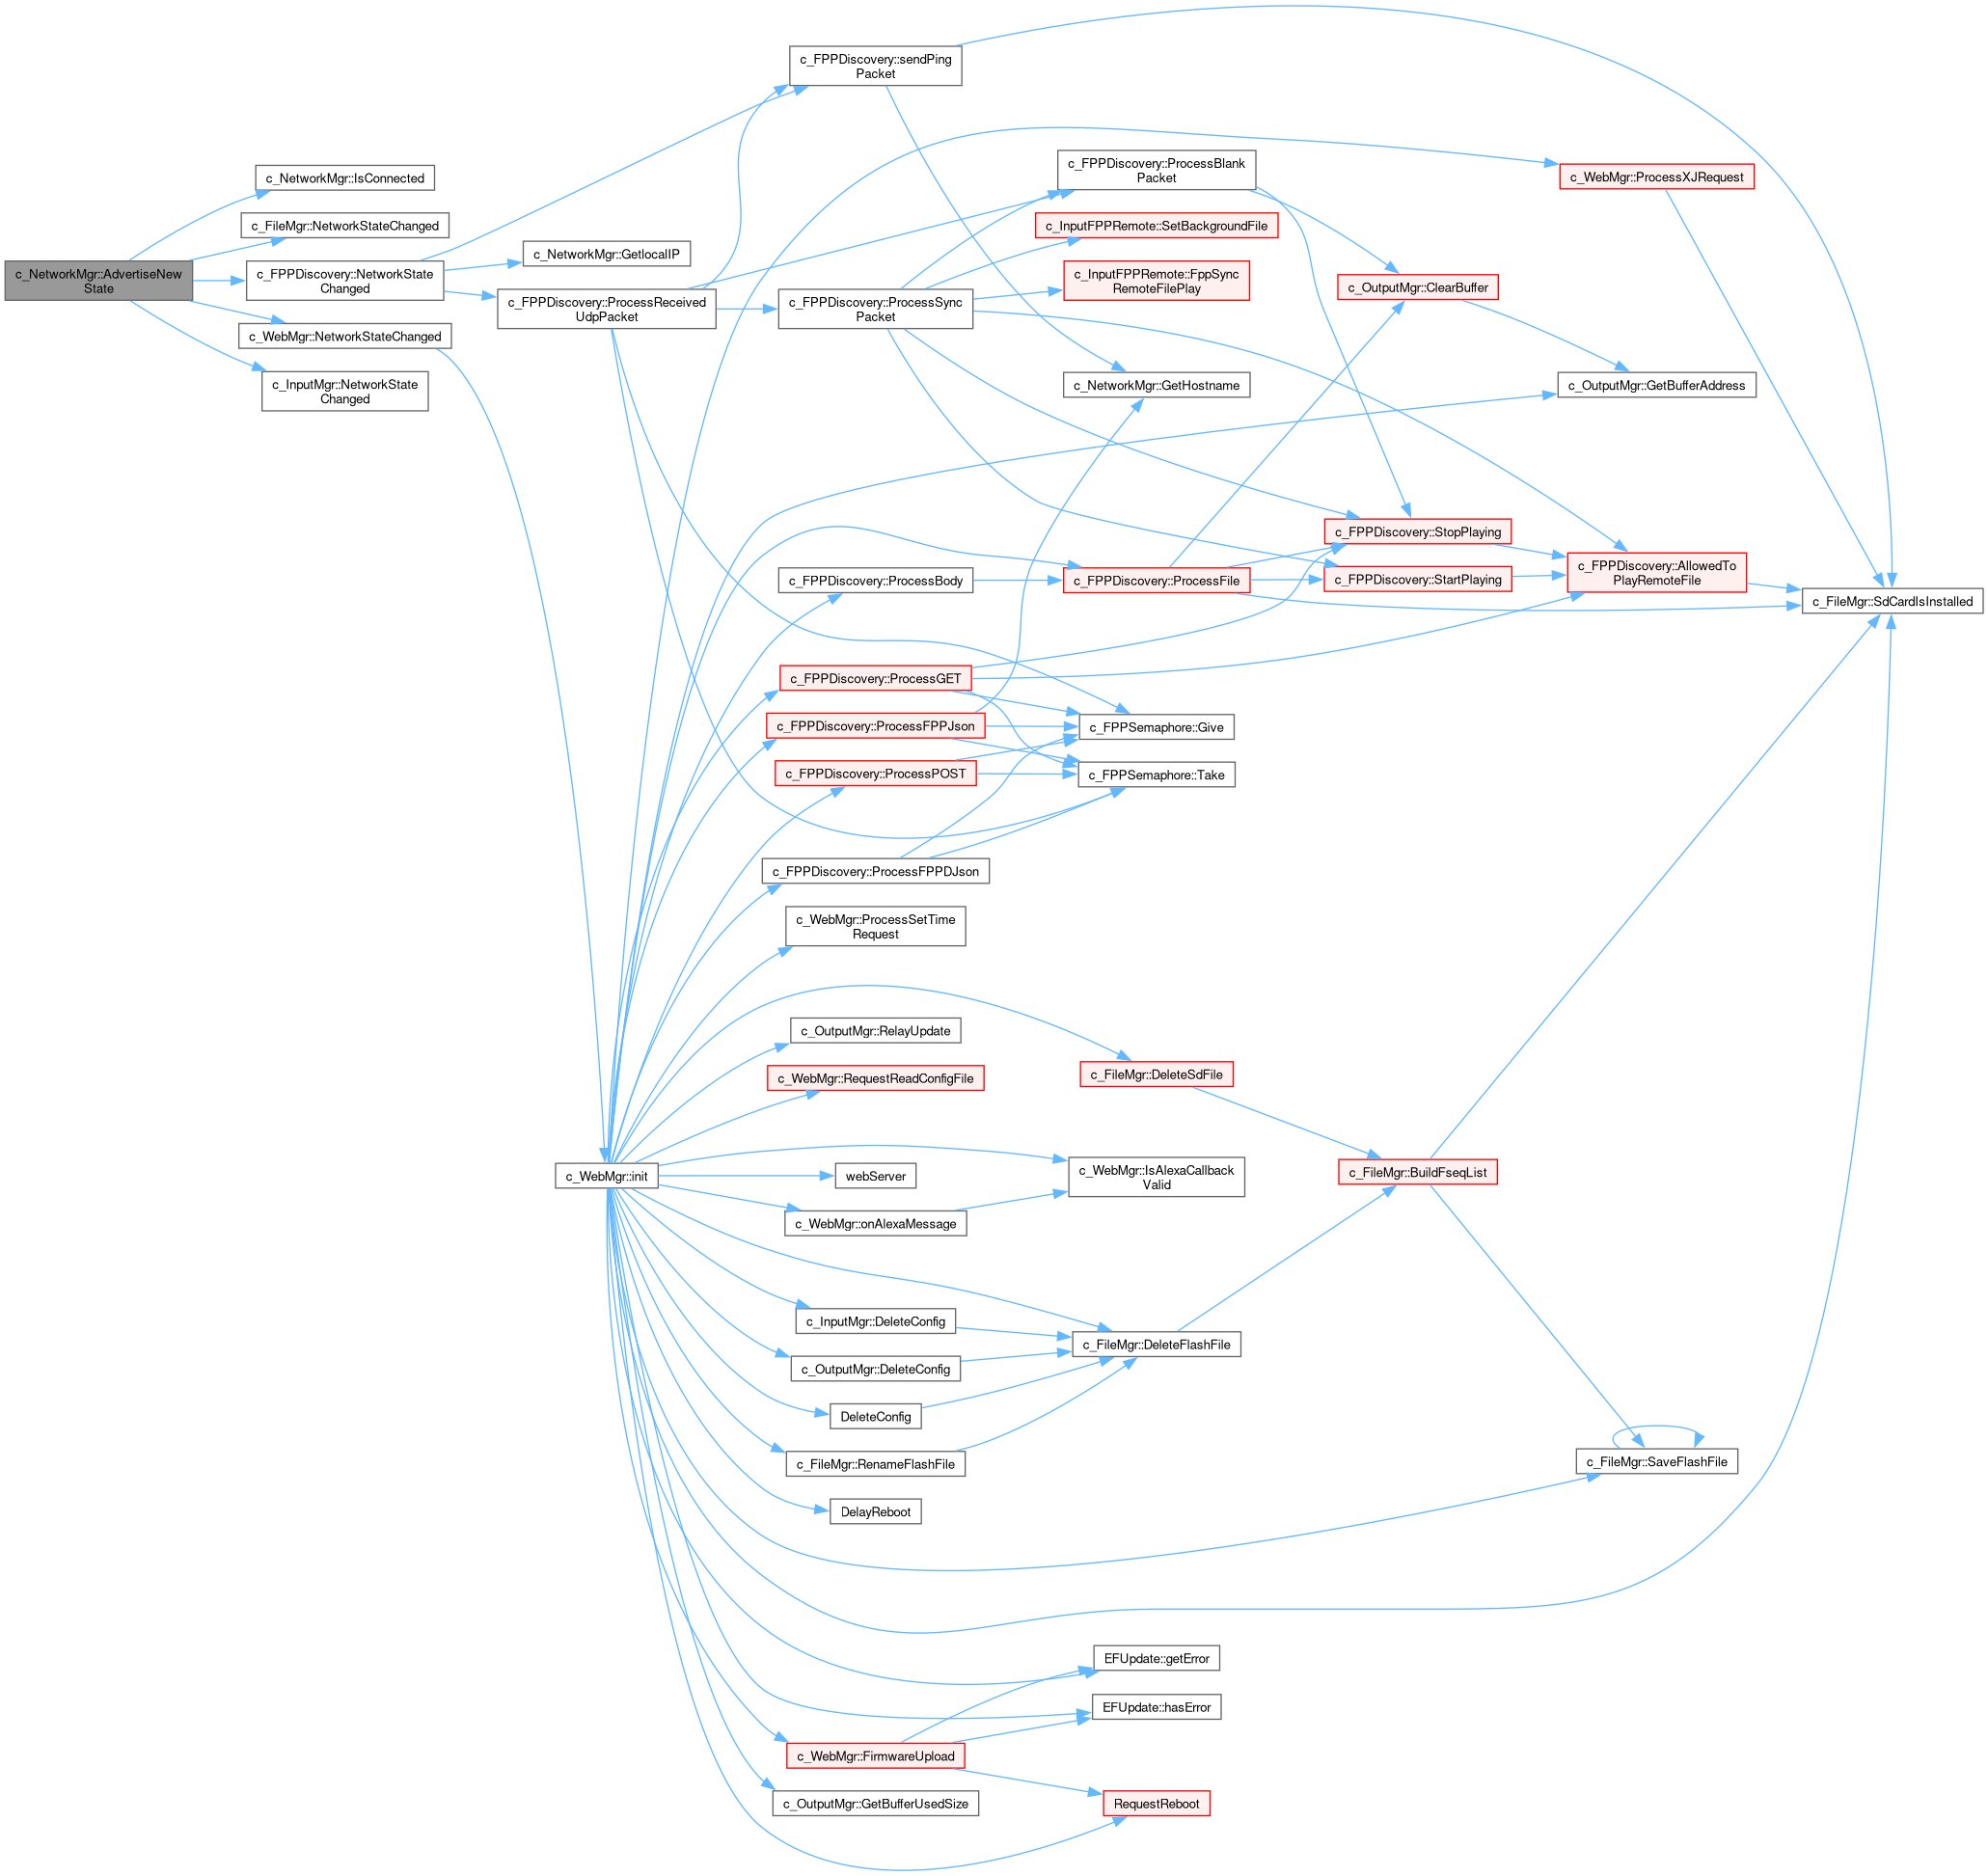 c_FPPDiscovery::sendPing
Packet
c_NetworkMgr::IsConnected
c_FPPDiscovery::ProcessBlank
Packet
c_WebMgr::ProcessXJRequest
c_FileMgr::NetworkStateChanged
c_InputFPPRemote::SetBackgroundFile
c_NetworkMgr::GetlocalIP
c_NetworkMgr::AdvertiseNew
State
c_FPPDiscovery::NetworkState
Changed
c_InputFPPRemote::FppSync
RemoteFilePlay
c_OutputMgr::ClearBuffer
c_FPPDiscovery::ProcessReceived
UdpPacket
c_FPPDiscovery::ProcessSync
Packet
c_WebMgr::NetworkStateChanged
c_InputMgr::NetworkState
Changed
c_NetworkMgr::GetHostname
c_OutputMgr::GetBufferAddress
c_FPPDiscovery::StopPlaying
c_FPPDiscovery::ProcessBody
c_FPPDiscovery::ProcessFile
c_FPPDiscovery::StartPlaying
c_FPPDiscovery::AllowedTo
PlayRemoteFile
c_FileMgr::SdCardIsInstalled
c_FPPDiscovery::ProcessGET
c_FPPDiscovery::ProcessFPPJson
c_FPPSemaphore::Give
c_FPPDiscovery::ProcessPOST
c_FPPSemaphore::Take
c_FPPDiscovery::ProcessFPPDJson
c_WebMgr::ProcessSetTime
Request
c_OutputMgr::RelayUpdate
c_WebMgr::RequestReadConfigFile
c_FileMgr::DeleteSdFile
c_WebMgr::init
webServer
c_WebMgr::IsAlexaCallback
Valid
c_FileMgr::BuildFseqList
c_WebMgr::onAlexaMessage
c_InputMgr::DeleteConfig
c_FileMgr::DeleteFlashFile
c_OutputMgr::DeleteConfig
DeleteConfig
c_FileMgr::RenameFlashFile
c_FileMgr::SaveFlashFile
DelayReboot
EFUpdate::getError
EFUpdate::hasError
c_WebMgr::FirmwareUpload
c_OutputMgr::GetBufferUsedSize
RequestReboot